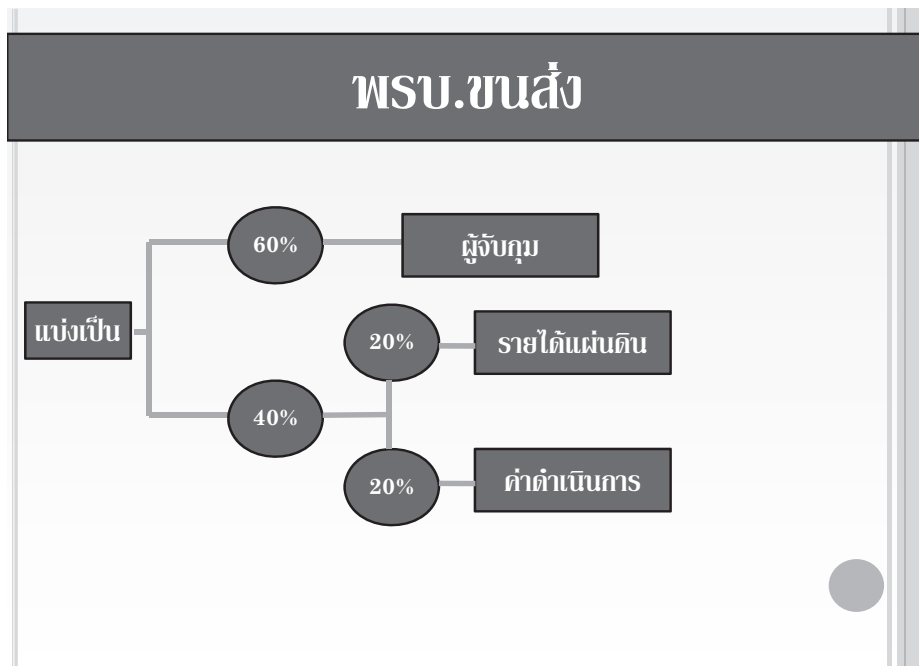 พรบ.ขนส่ง
60%
ผู้จับกุม
แบ่งเป็น
20%
รายได้แผ่นดิน
40%
20%
ค่าดำเนินการ